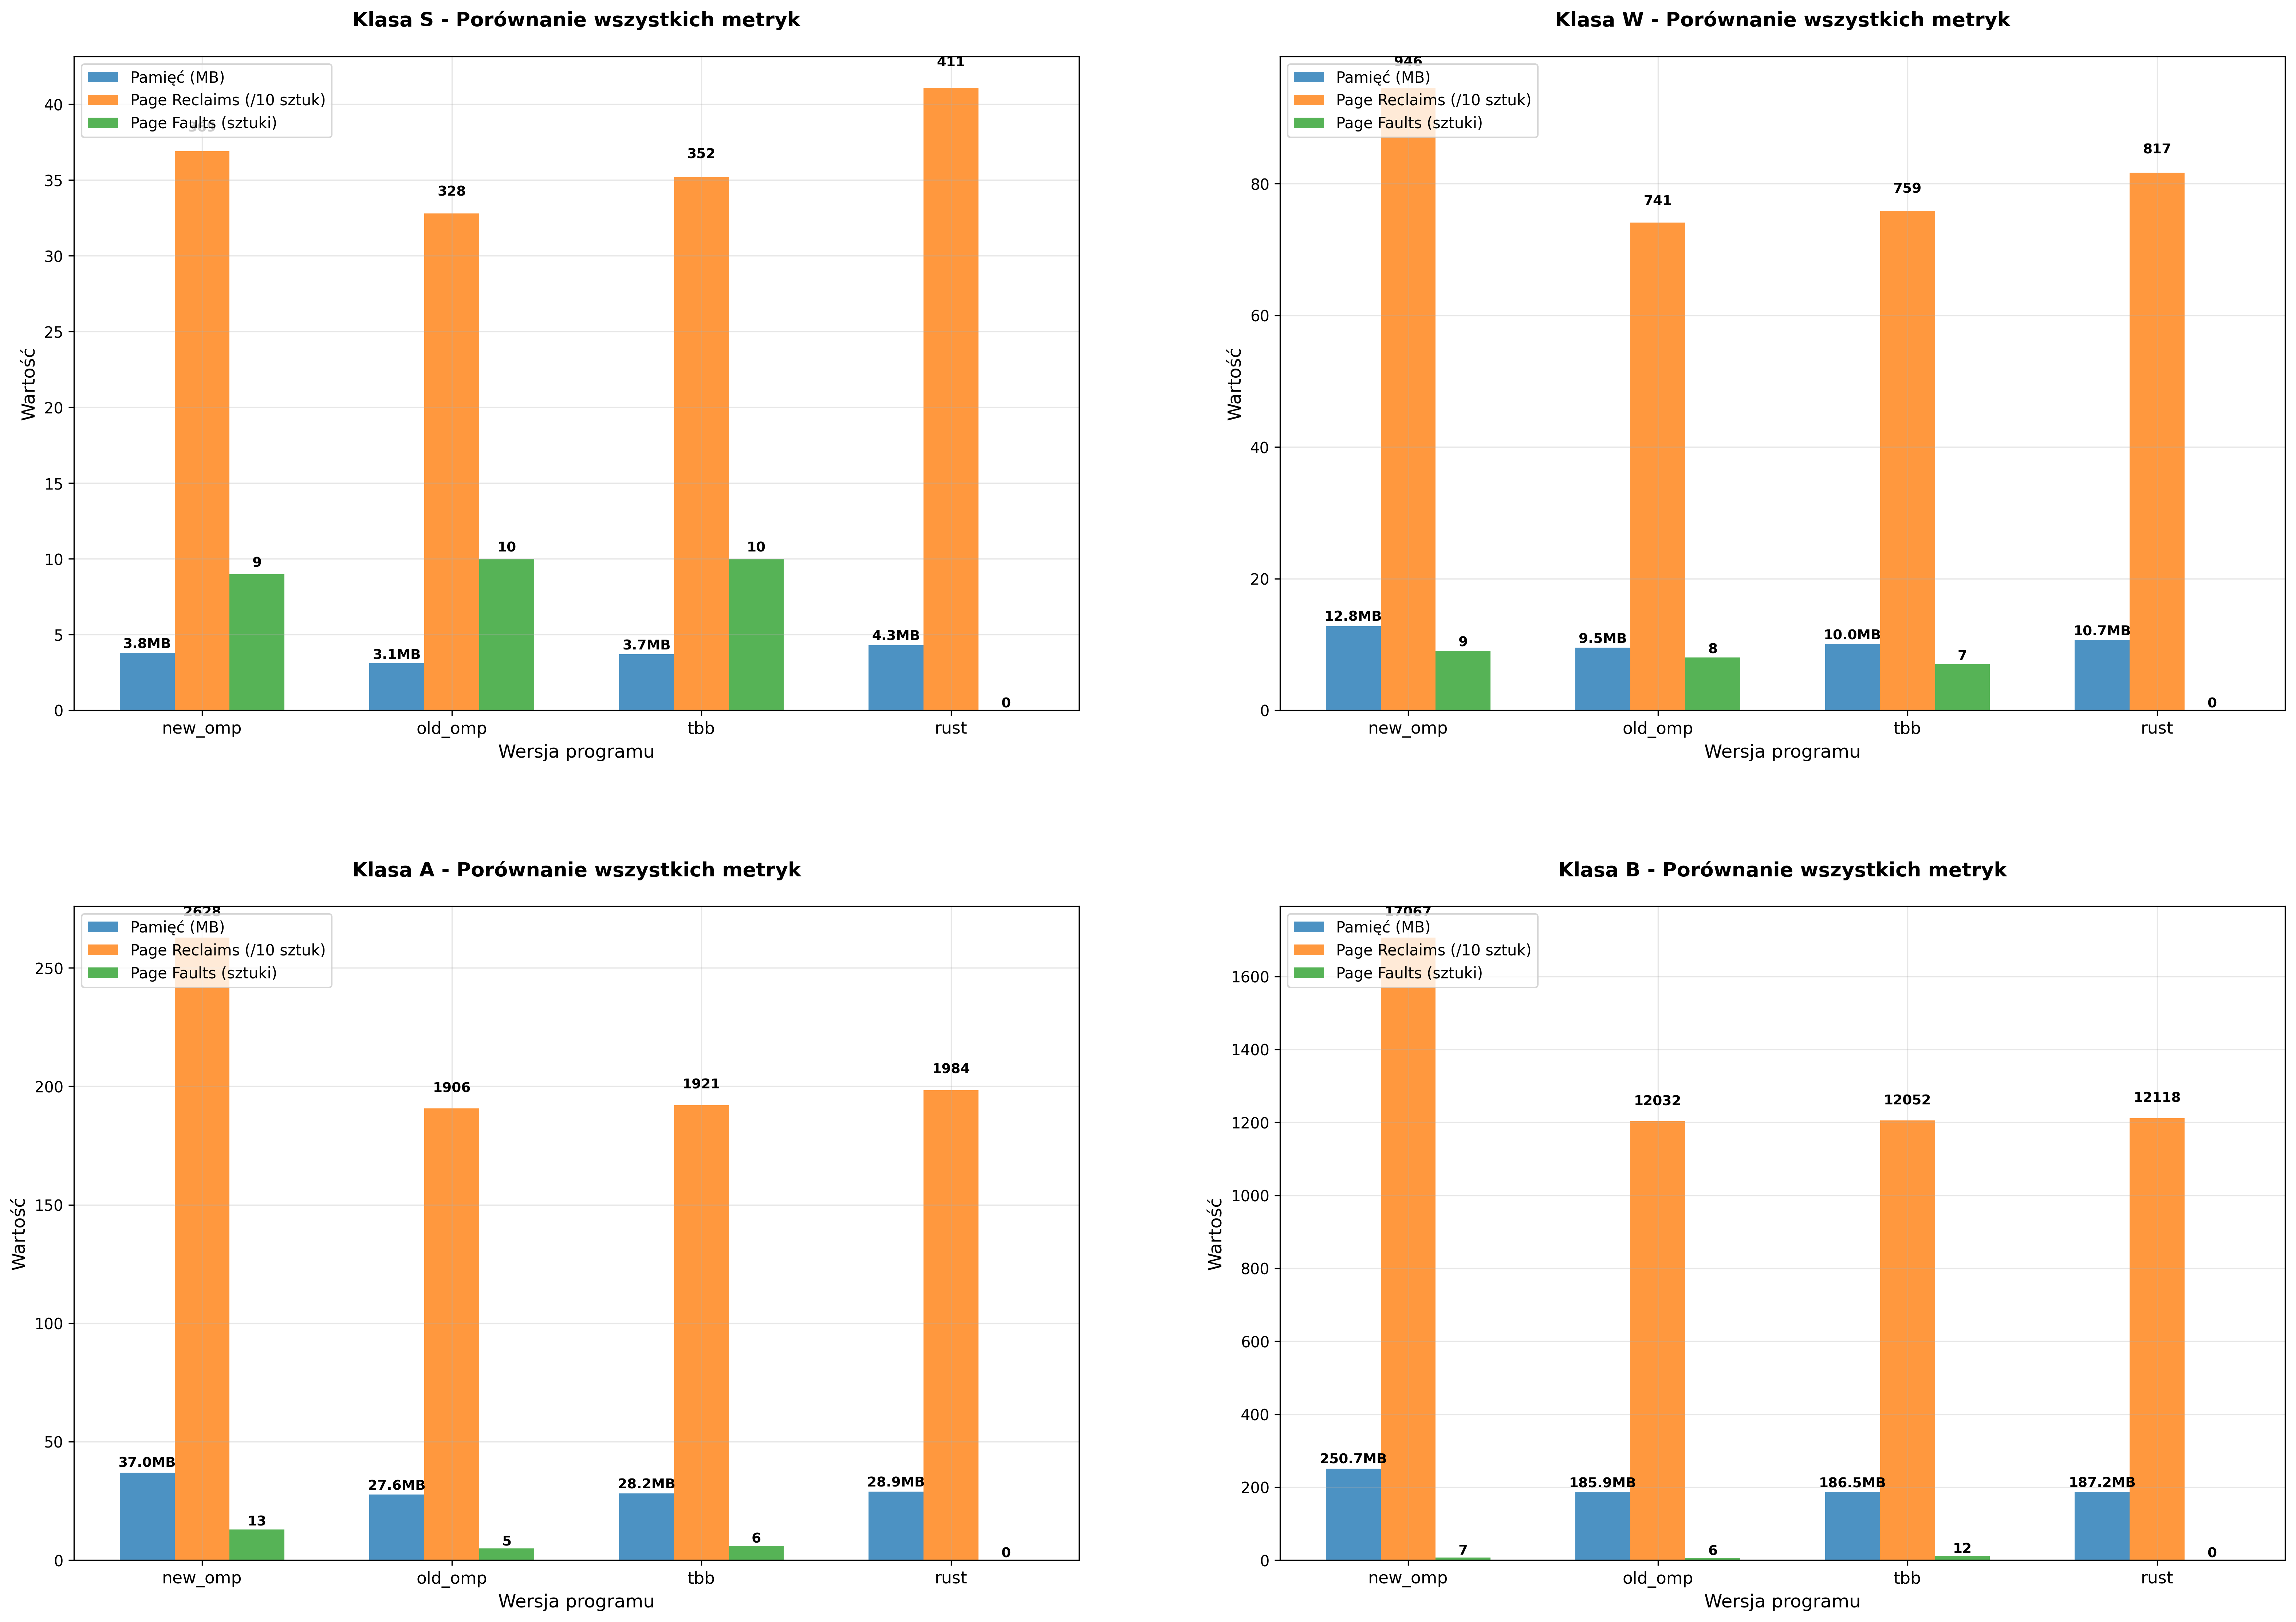 Klasa S - Porównanie wszystkich metryk
Pamięć (MB)
Page Reclaims (/10 sztuk)
Page Faults (sztuki)
Wartość
40
35
30
25
20
15
10
5
0
3.8MB
9
3.1MB
328
10
3.7MB
352
10
4.3MB
411
0
new_omp
old_omp
tbb
rust
Wersja programu
Klasa W - Porównanie wszystkich metryk
946
Pamięć (MB)
Page Reclaims (/10 sztuk)
Page Faults (sztuki)
Wartość
80
60
40
20
0
12.8MB
9
9.5MB
741
8
10.0MB
759
7
10.7MB
817
0
new_omp
old_omp
tbb
rust
Wersja programu
Klasa A - Porównanie wszystkich metryk
2628
Pamięć (MB)
Page Reclaims (/10 sztuk)
Page Faults (sztuki)
Wartość
250
200
150
100
50
0
37.0MB
13
27.6MB
1906
5
28.2MB
1921
6
28.9MB
1984
0
new_omp
old_omp
tbb
rust
Wersja programu
Klasa B - Porównanie wszystkich metryk
17067
Pamięć (MB)
Page Reclaims (/10 sztuk)
Page Faults (sztuki)
Wartość
1600
1400
1200
1000
800
600
400
200
0
250.7MB
7
185.9MB
12032
6
186.5MB
12052
12
187.2MB
12118
0
new_omp
old_omp
tbb
rust
Wersja programu